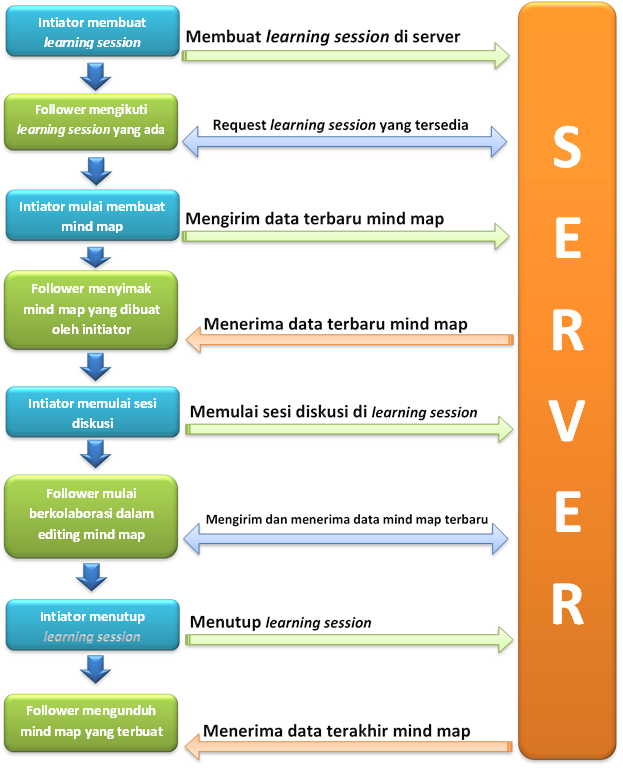 Intiator membuat
learning session
Membuat learning session di server
Follower mengikuti
learning session yang ada
Request learning session yang tersedia
Intiator mulai membuat
mind map
Mengirim data terbaru mind map
Follower menyimak
mind map yang dibuat
oleh initiator
Menerima data terbaru mind map
Intiator memulai sesi
diskusi
Memulai sesi diskusi di learning session
Follower mulai
berkolaborasi dalam
editing mind map
Mengirim dan menerima data mind map terbaru
Intiator menutup
learning session
Menutup learning session
Follower mengunduh
mind map yang terbuat
Menerima data terakhir mind map
S
E
R
V
E
R